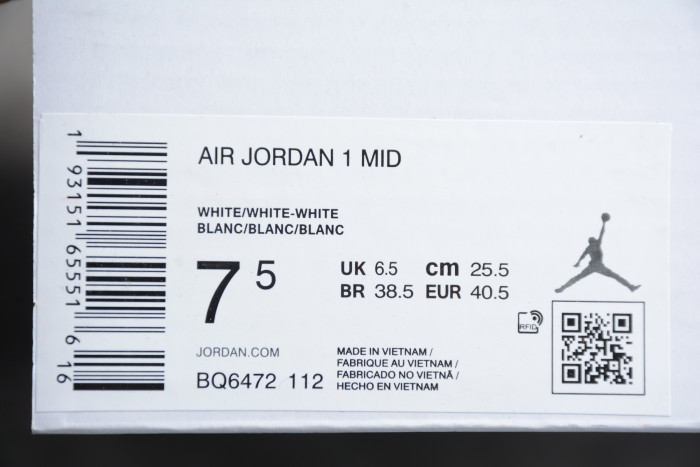 1 93151 65551 6 16
AIR JORDAN 1 MID
WHITE/WHITE-WHITE
BLANC/BLANC/BLANC
7 5
UK 6.5 cm 25.5
BR 38.5 EUR 40.5
RFID
JORDAN.COM
BQ6472 112
MADE IN VIETNAM /
FABRIQUE AU VIETNAM /
FABRICADO NO VIETNÃ /
HECHO EN VIETNAM